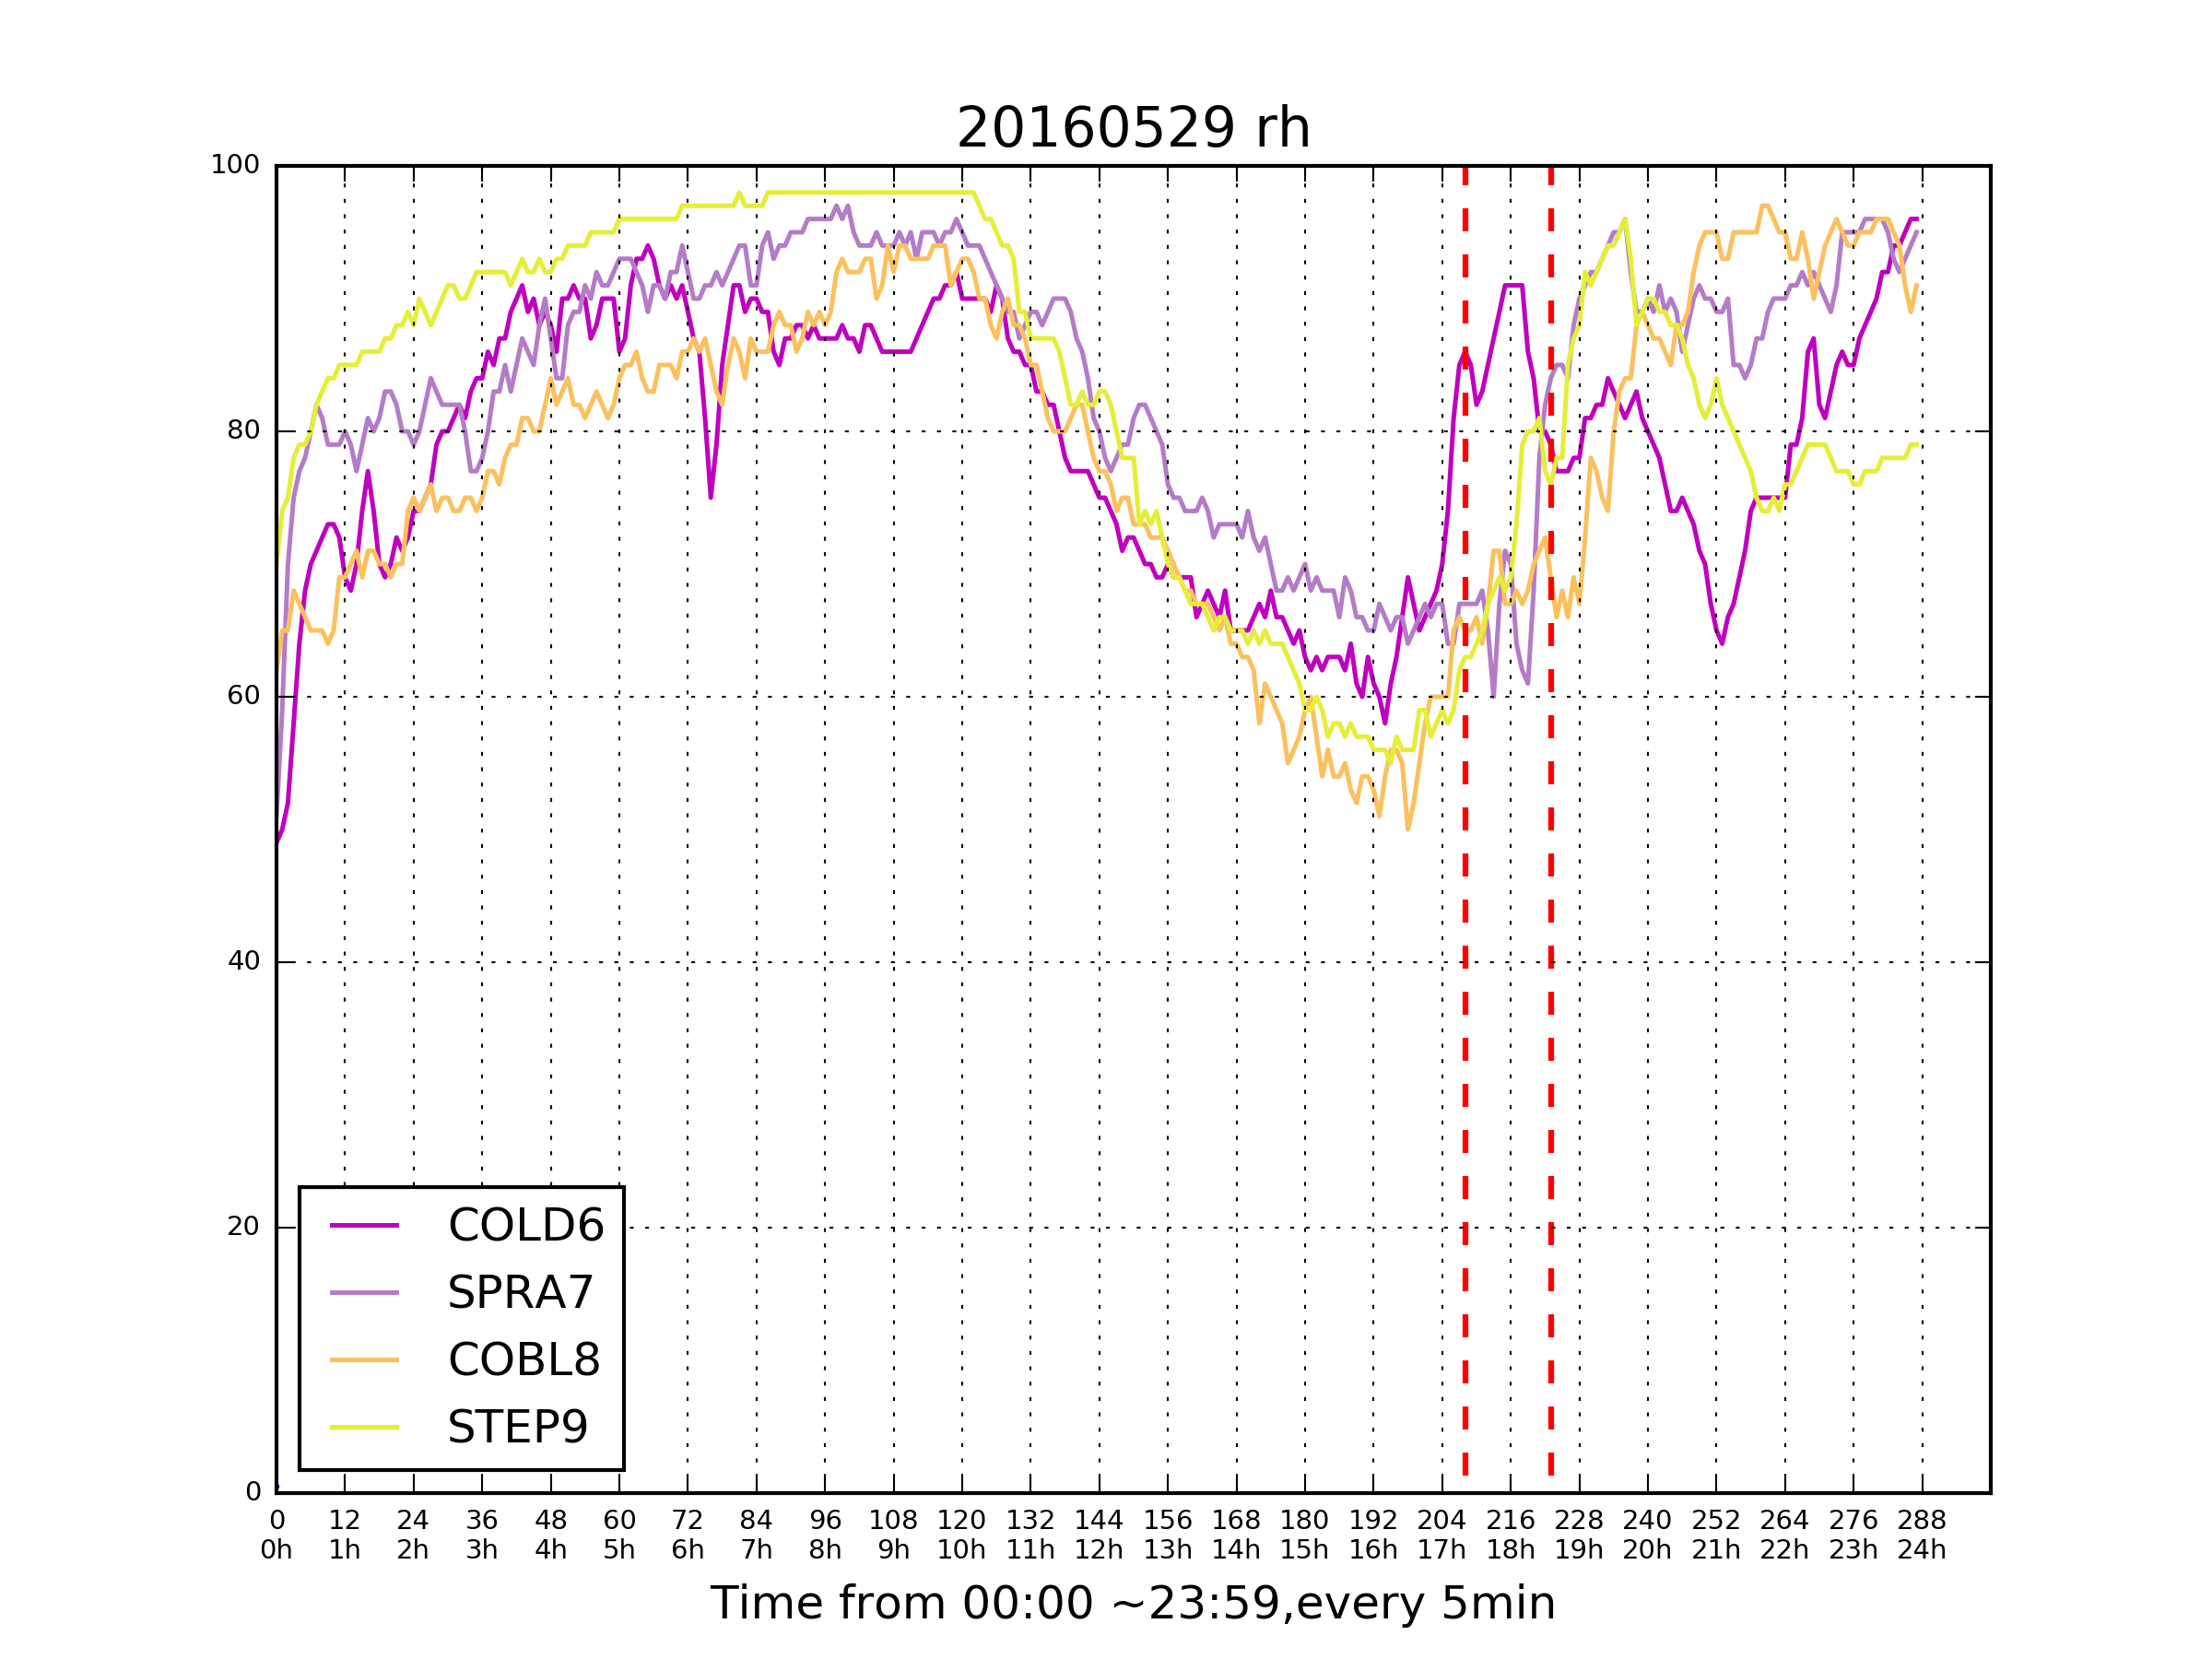 20160529 rh
100
80
60
40
20
0
COLD6
SPRA7
COBL8
STEP9
0 12 24 36 48 60 72 84 96 108 120 132 144 156 168 180 192 204 216 228 240 252 264 276 288
0h 1h 2h 3h 4h 5h 6h 7h 8h 9h 10h 11h 12h 13h 14h 15h 16h 17h 18h 19h 20h 21h 22h 23h 24h
Time from 00:00 ~23:59,every 5min